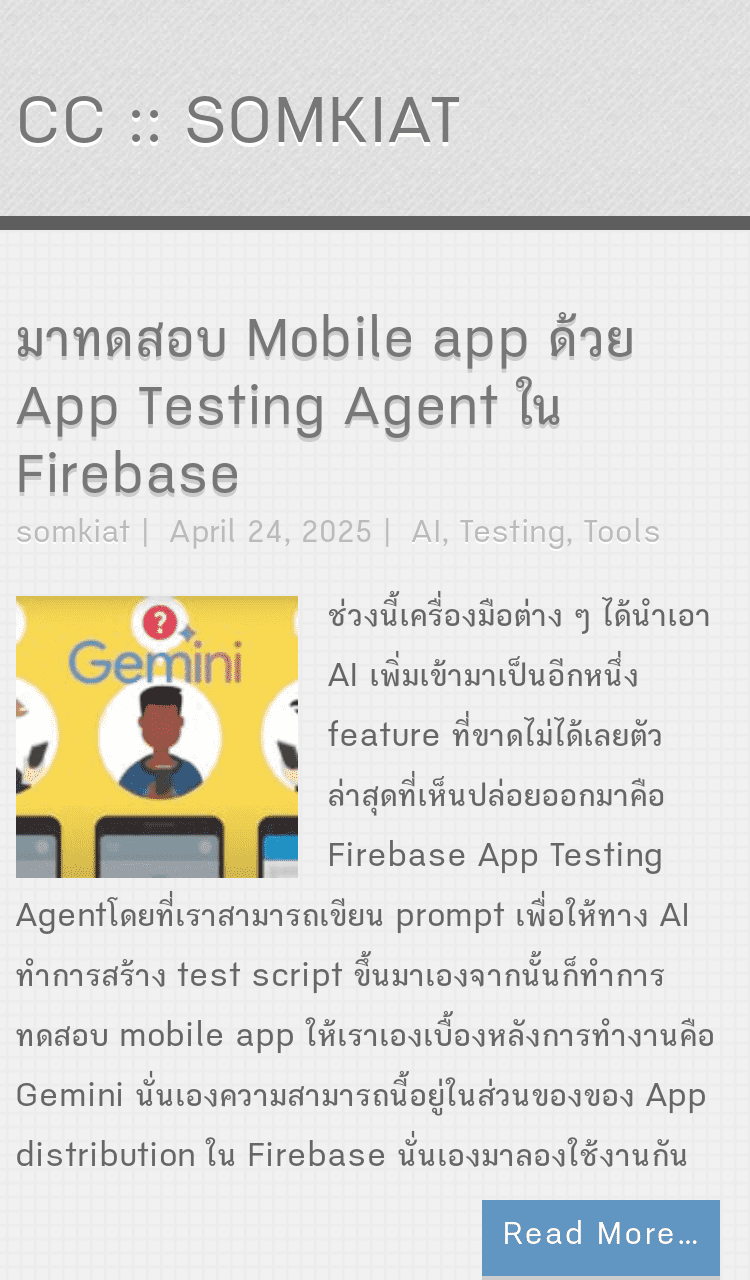 CC :: SOMKIAT
มาทดสอบ Mobile app ด้วย
App Testing Agent ใน
Firebase
somkiat | April 24, 2025 | AI, Testing, Tools
?
Gemini
ช่วงนี้เครื่องมือต่าง ๆ ได้นำเอา
AI เพิ่มเข้ามาเป็นอีกหนึ่ง
feature ที่ขาดไม่ได้เลยตัว
ล่าสุดที่เห็นปล่อยออกมาคือ
Firebase App Testing
Agentโดยที่เราสามารถเขียน prompt เพื่อให้ทาง AI
ทำการสร้าง test script ขึ้นมาเองจากนั้นก็ทำการ
ทดสอบ mobile app ให้เราเองเบื้องหลังการทำงานคือ
Gemini นั่นเองความสามารถนี้อยู่ในส่วนของของ App
distribution ใน Firebase นั่นเองมาลองใช้งานกัน
Read More…